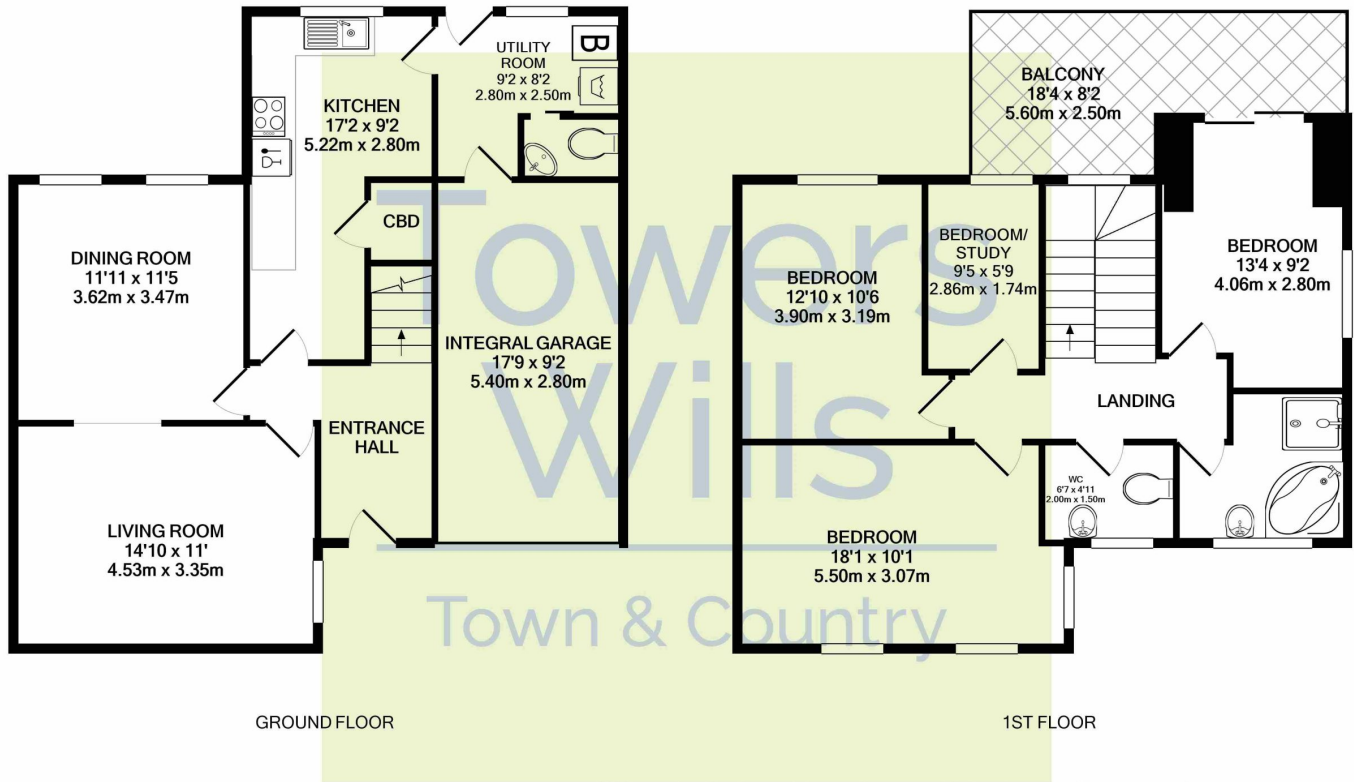 KITCHEN
17'2 x 9'2
5.22m x 2.80m
UTILITY
ROOM
9'2 x 8'2
2.80m x 2.50m
B
CBD
DINING ROOM
11'11 x 11'5
3.62m x 3.47m
INTEGRAL GARAGE
17'9 x 9'2
5.40m x 2.80m
ENTRANCE
HALL
LIVING ROOM
14'10 x 11'
4.53m x 3.35m
GROUND FLOOR
BALCONY
18'4 x 8'2
5.60m x 2.50m
BEDROOM
12'10 x 10'6
3.90m x 3.19m
BEDROOM/
STUDY
9'5 x 5'9
2.86m x 1.74m
BEDROOM
13'4 x 9'2
4.06m x 2.80m
LANDING
WC
6'7 x 4'11
2.00m x 1.50m
BEDROOM
18'1 x 10'1
5.50m x 3.07m
1ST FLOOR
Towers
Wills
Town & Country